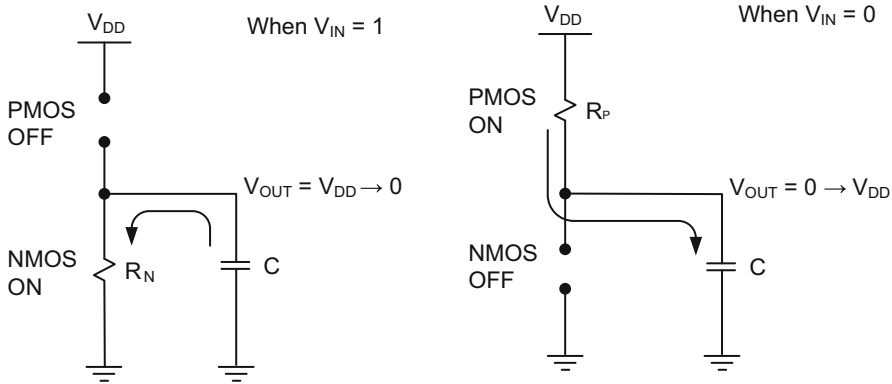 V_DD
When V_IN = 1
PMOS
OFF
V_OUT = V_DD → 0
NMOS
ON
R_N
C
V_DD
When V_IN = 0
PMOS
ON
R_P
V_OUT = 0 → V_DD
NMOS
OFF
C